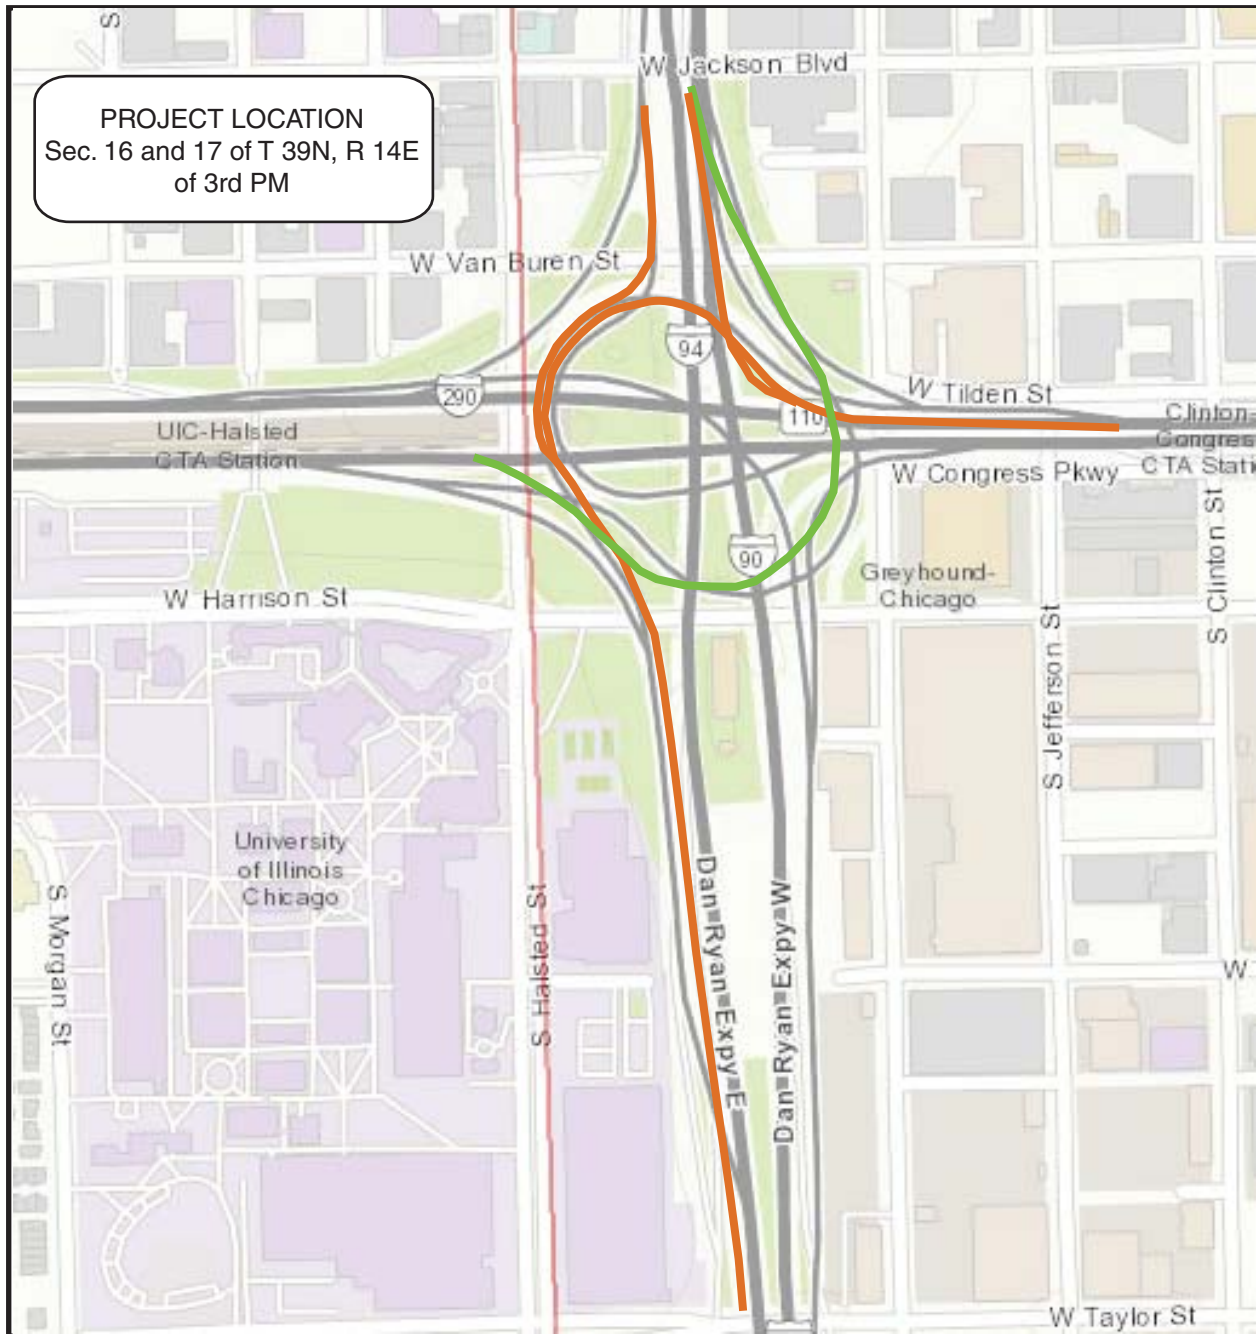 S
W Jackson Blvd
PROJECT LOCATION
Sec. 16 and 17 of T 39N, R 14E
of 3rd PM
W Van Buren St
94
290
W Tilden St
110
Clinton-
Congres
CTA Statio
UIC-Halsted
CTA Station
W Congress Pkwy
S Clinton St
90
Greyhound-
Chicago
W Harrison St
S Jefferson St
University
of Illinois
Chicago
S Morgan St
S Halsted St
Dan Ryan Expy E
Dan Ryan Expy W
W
W Taylor St